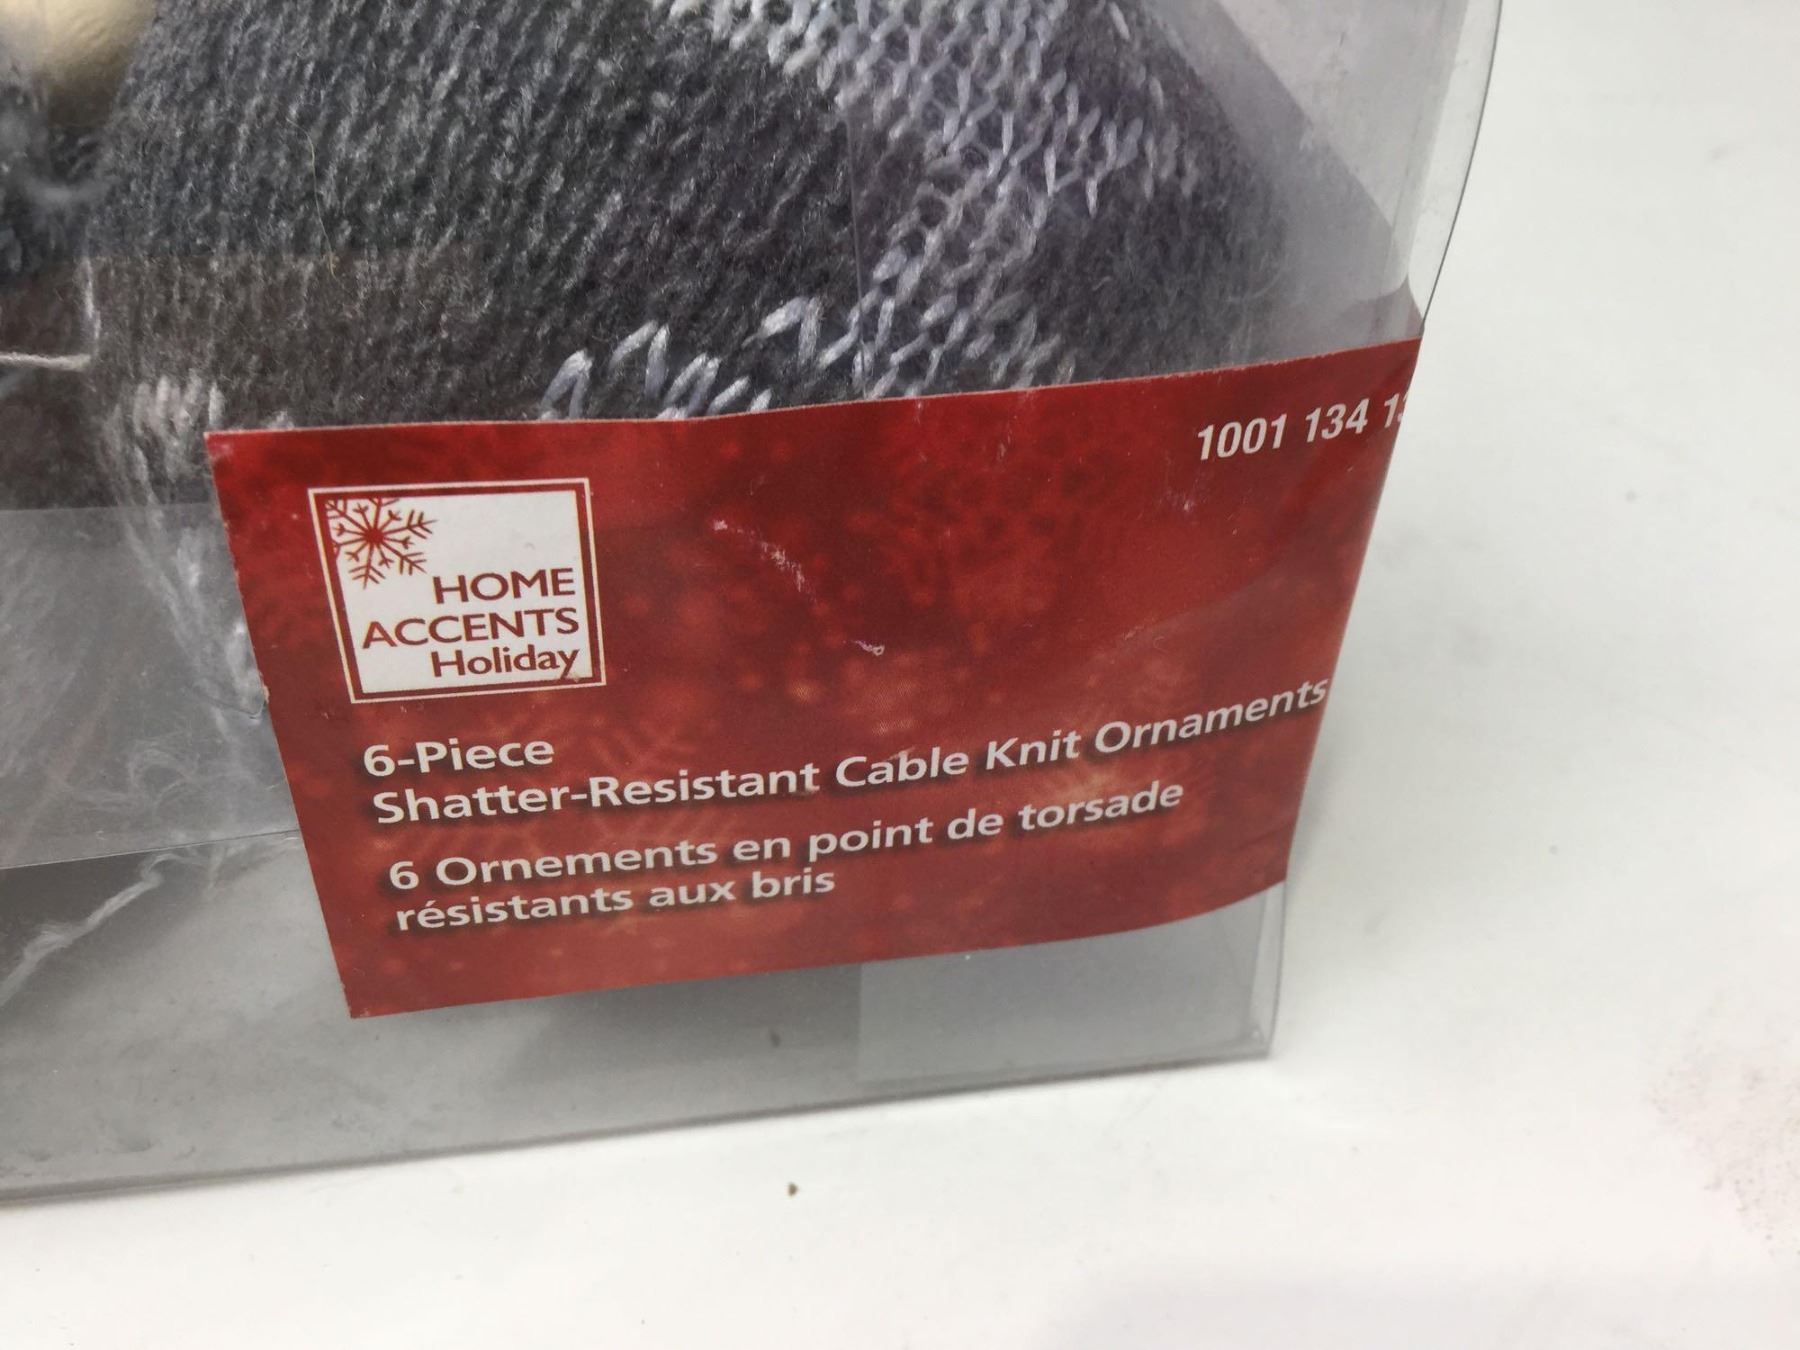 1001 134
HOME
ACCENTS
Holiday
6-Piece
Shatter-Resistant Cable Knit Ornaments
6 Ornements en point de torsade
résistants aux bris